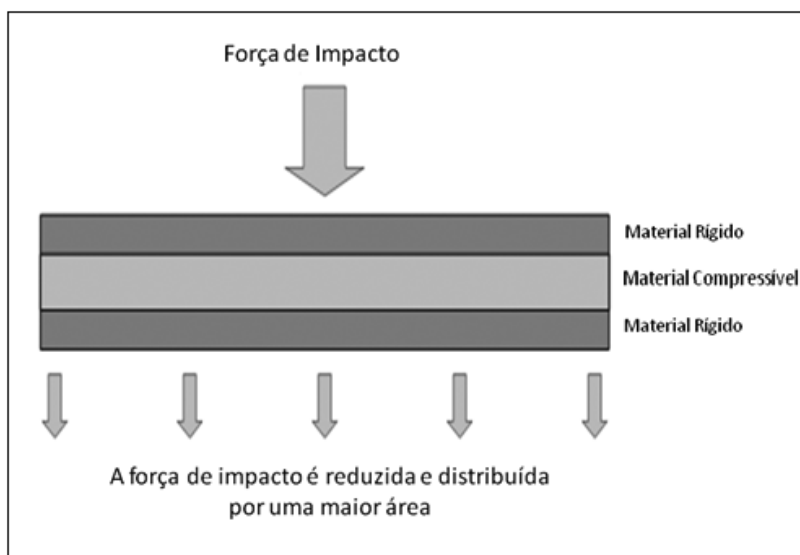 Força de Impacto
Material Rígido
Material Compressível
Material Rígido
A força de impacto é reduzida e distribuída
por uma maior área